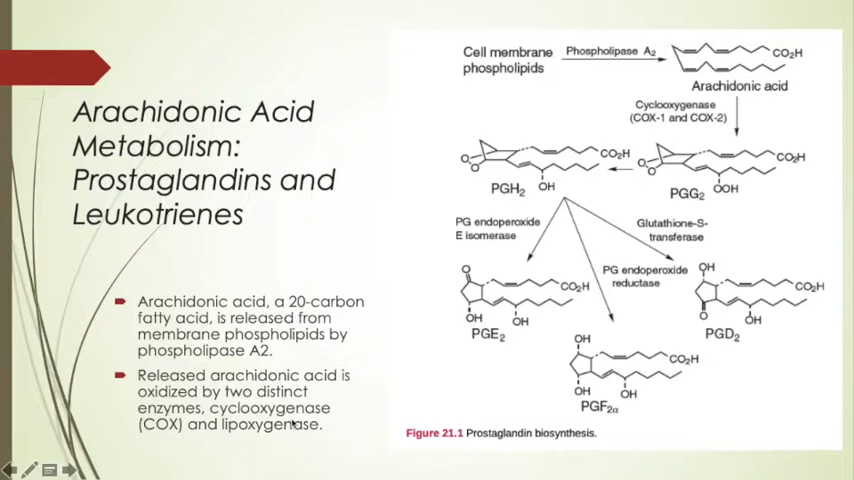 Arachidonic Acid
Metabolism:
Prostaglandins and
Leukotrienes
Arachidonic acid, a 20-carbon
fatty acid, is released from
membrane phospholipids by
phospholipase A2.
Released arachidonic acid is
oxidized by two distinct
enzymes, cyclooxygenase
(COX) and lipoxygenase.
Cell membrane
phospholipids
Phospholipase A₂
CO₂H
Arachidonic acid
Cyclooxygenase
(COX-1 and COX-2)
O
O
CO₂H
OH
PGH₂
O
O
CO₂H
OOH
PGG₂
PG endoperoxide
E isomerase
Glutathione-S-
transferase
PG endoperoxide
reductase
O
CO₂H
OH
OH
PGE₂
OH
CO₂H
O
OH
PGD₂
OH
CO₂H
OH
OH
PGF₂α
Figure 21.1 Prostaglandin biosynthesis.